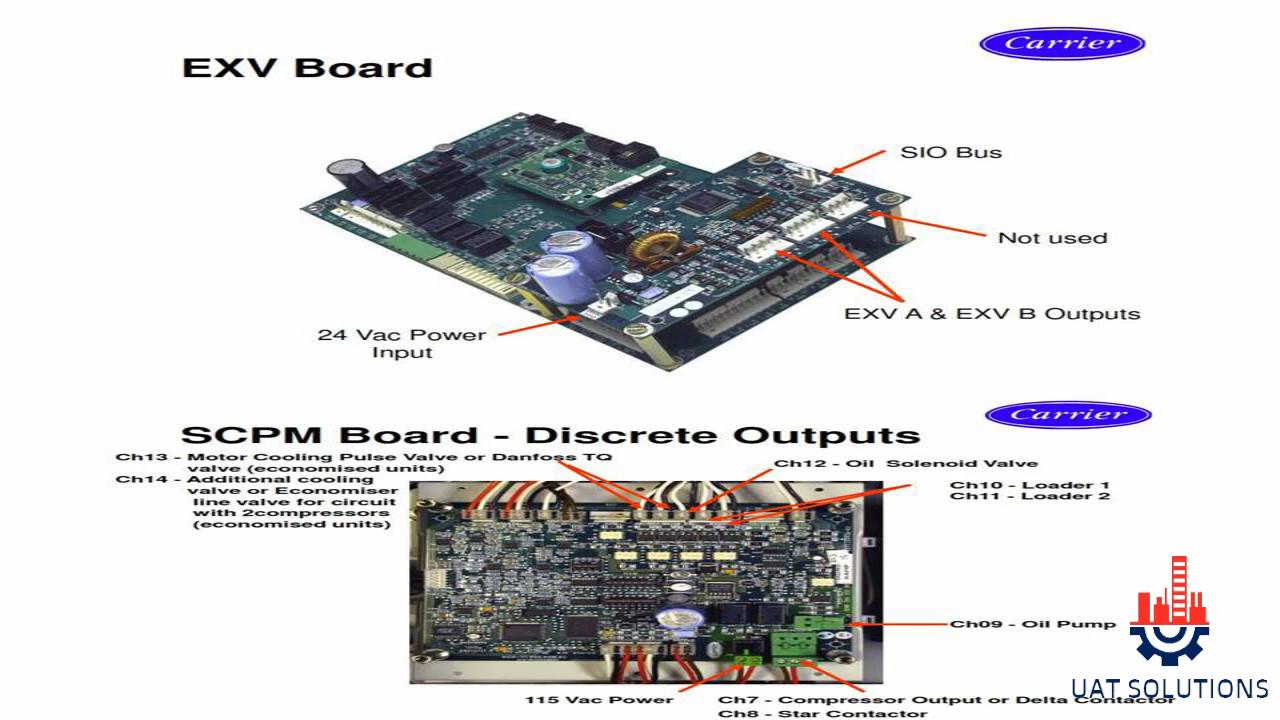 Carrier
EXV Board
SIO Bus
Not used
EXV A & EXV B Outputs
24 Vac Power
Input
Carrier
SCPM Board - Discrete Outputs
Ch13 - Motor Cooling Pulse Valve or Danfoss TQ
valve (economised units)
Ch14 - Additional cooling
valve or Economiser
line valve for circuit
with 2compressors
(economised units)
Ch12 - Oil Solenoid Valve
Ch10 - Loader 1
Ch11 - Loader 2
Ch09 - Oil Pump
115 Vac Power
Ch7 - Compressor Output or Delta Contactor
Ch8 - Star Contactor
UAT SOLUTIONS